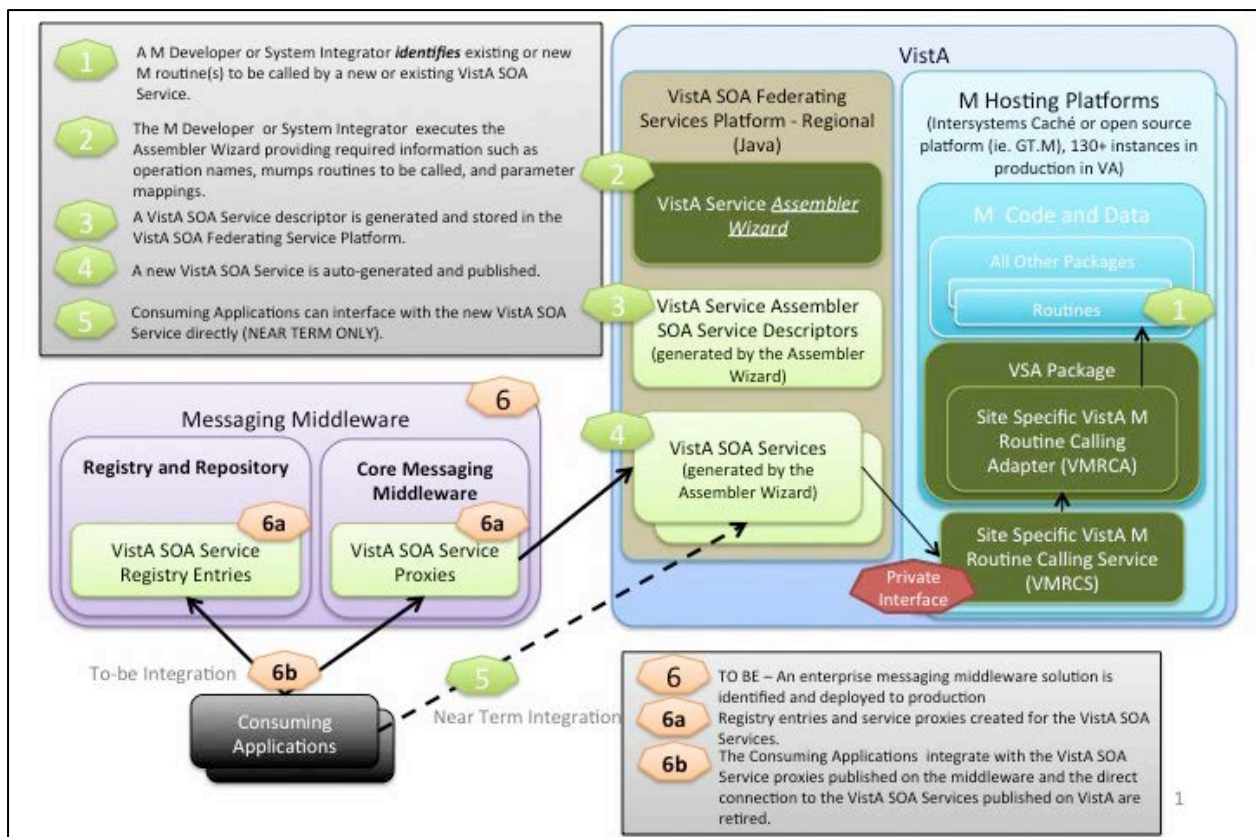 1
A M Developer or System Integrator identifies existing or new
M routine(s) to be called by a new or existing VistA SOA
Service.
2
The M Developer or System Integrator executes the
Assembler Wizard providing required information such as
operation names, mumps routines to be called, and parameter
mappings.
3
A VistA SOA Service descriptor is generated and stored in the
VistA SOA Federating Service Platform.
4
A new VistA SOA Service is auto-generated and published.
5
Consuming Applications can interface with the new VistA SOA
Service directly (NEAR TERM ONLY).
VistA
VistA SOA Federating
Services Platform - Regional
(Java)
2
VistA Service Assembler
Wizard
3
VistA Service Assembler
SOA Service Descriptors
(generated by the Assembler
Wizard)
4
VistA SOA Services
(generated by the
Assembler Wizard)
M Hosting Platforms
(Intersystems Caché or open source
platform (ie. GT.M), 130+ instances in
production in VA)
M Code and Data
All Other Packages
Routines
1
VSA Package
Site Specific VistA M
Routine Calling
Adapter (VMRCA)
Site Specific VistA M
Routine Calling Service
(VMRCS)
Private
Interface
6
Messaging Middleware
Registry and Repository
6a
VistA SOA Service
Registry Entries
Core Messaging
Middleware
6a
VistA SOA Service
Proxies
To-be Integration
6b
5
Near Term Integration
Consuming
Applications
6
TO BE – An enterprise messaging middleware solution is
identified and deployed to production
6a
Registry entries and service proxies created for the VistA SOA
Services.
6b
The Consuming Applications integrate with the VistA SOA
Service proxies published on the middleware and the direct
connection to the VistA SOA Services published on VistA are
retired.
1